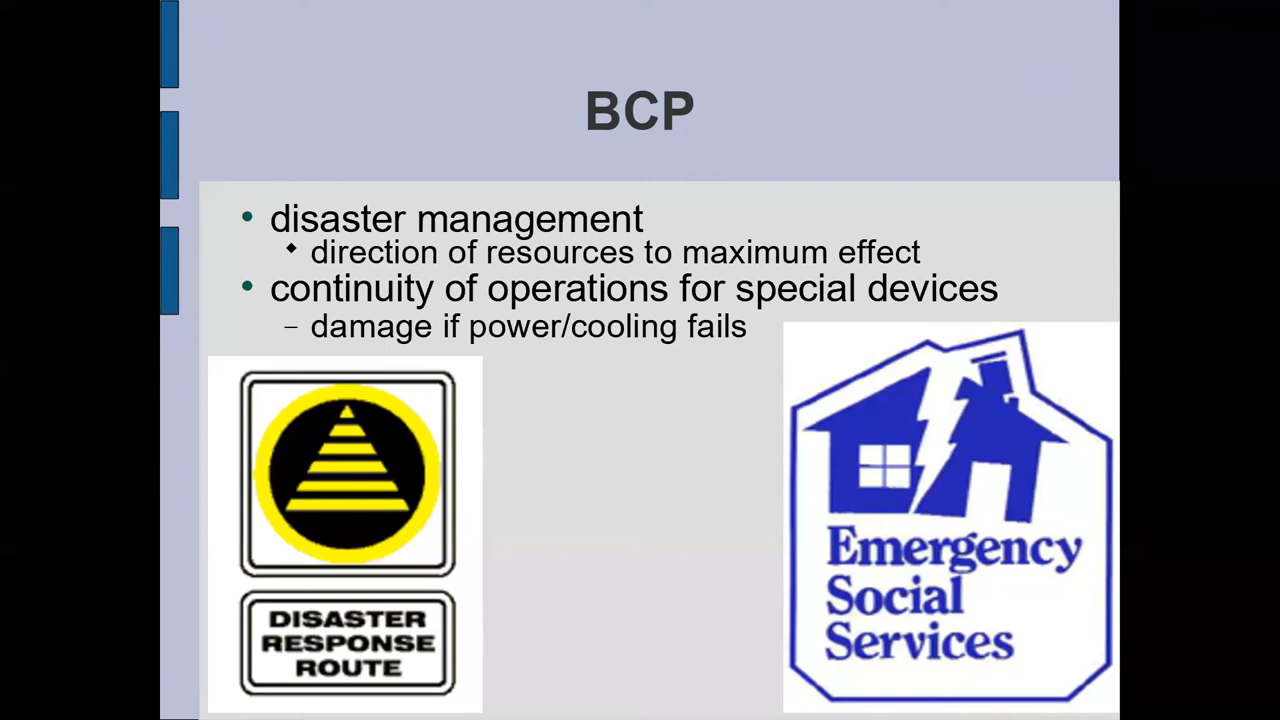 BCP
• disaster management
◆ direction of resources to maximum effect
• continuity of operations for special devices
– damage if power/cooling fails
DISASTER
RESPONSE
ROUTE
Emergency
Social
Services